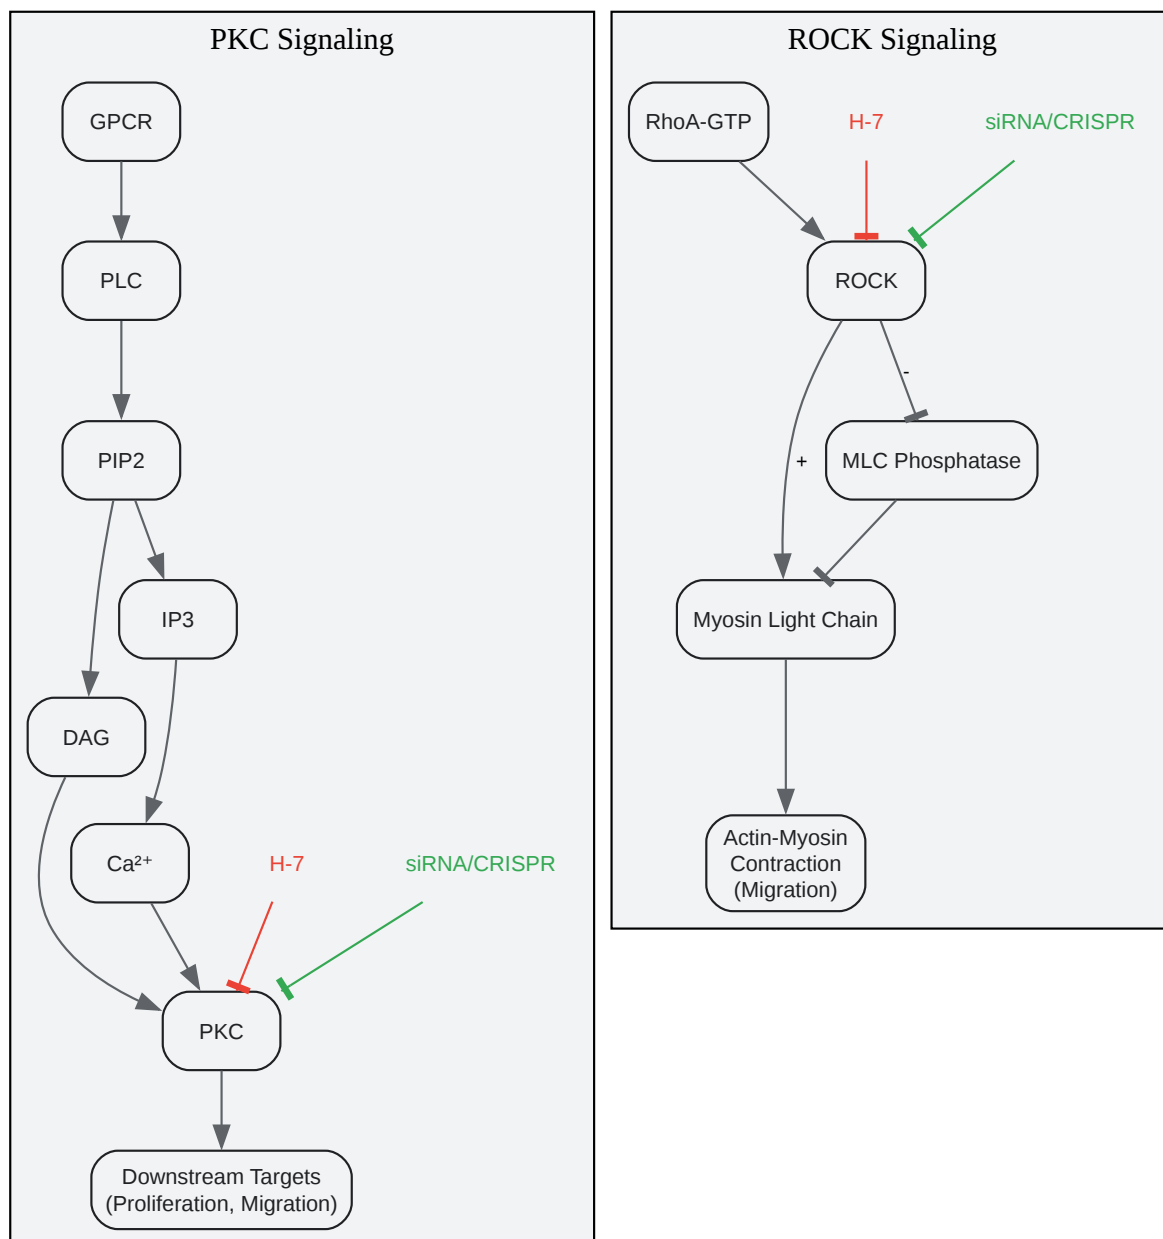 PKC Signaling
GPCR
PLC
PIP2
IP3
DAG
Ca²⁺
H-7
siRNA/CRISPR
PKC
Downstream Targets
(Proliferation, Migration)
ROCK Signaling
RhoA-GTP
H-7
siRNA/CRISPR
ROCK
-
+
MLC Phosphatase
Myosin Light Chain
Actin-Myosin
Contraction
(Migration)